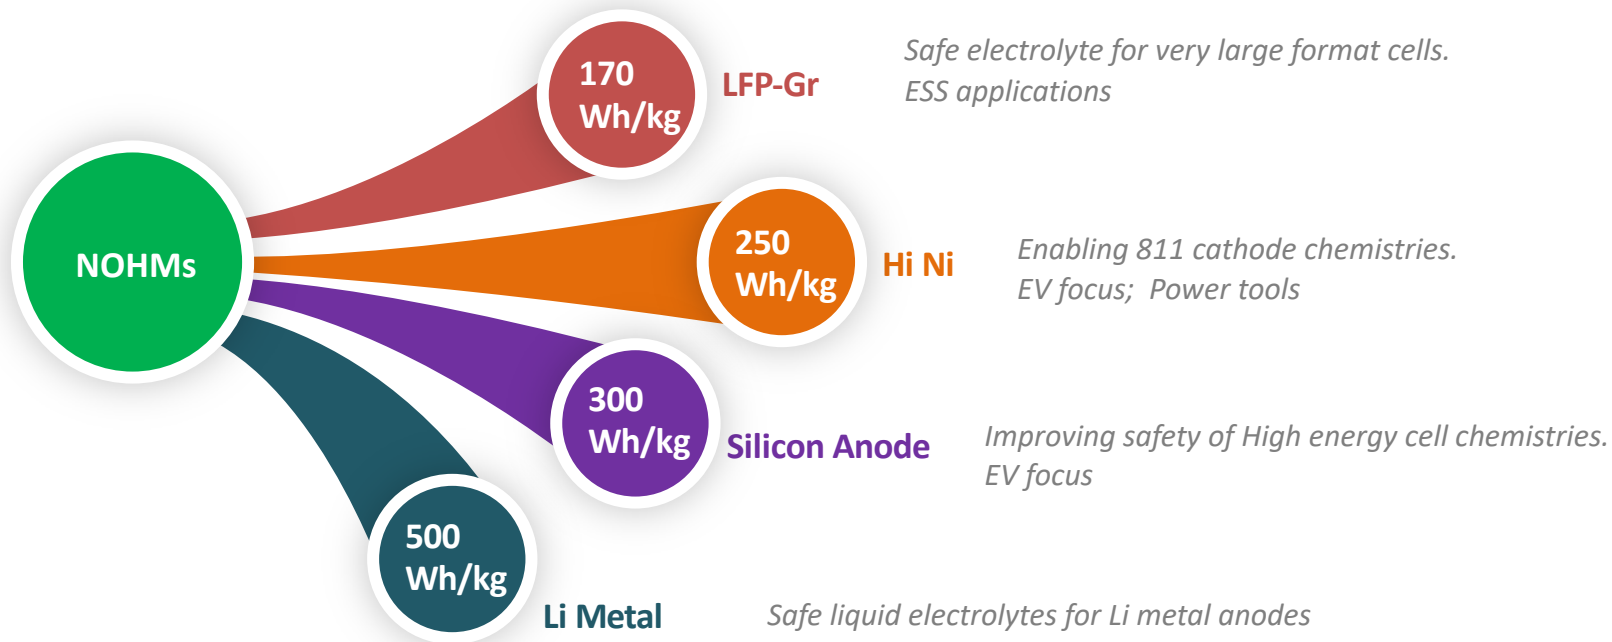 NOHMs
170
Wh/kg
LFP-Gr
Safe electrolyte for very large format cells.
ESS applications
250
Wh/kg
Hi Ni
Enabling 811 cathode chemistries.
EV focus;  Power tools
300
Wh/kg
Silicon Anode
Improving safety of High energy cell chemistries.
EV focus
500
Wh/kg
Li Metal
Safe liquid electrolytes for Li metal anodes